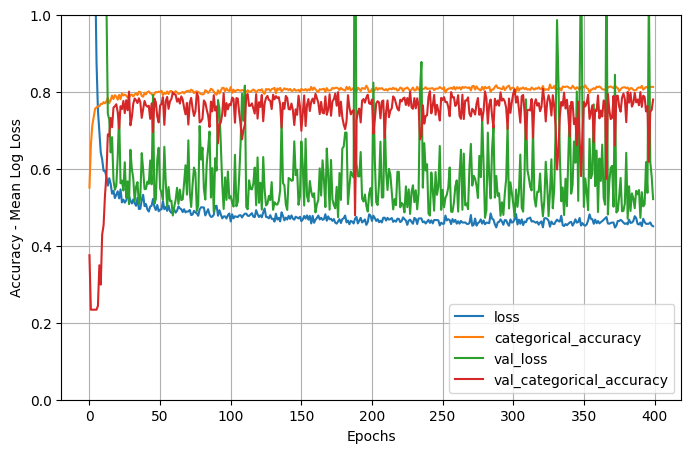 1.0
0.8
0.6
0.4
0.2
0.0
Accuracy - Mean Log Loss
loss
categorical_accuracy
val_loss
val_categorical_accuracy
0 50 100 150 200 250 300 350 400
Epochs